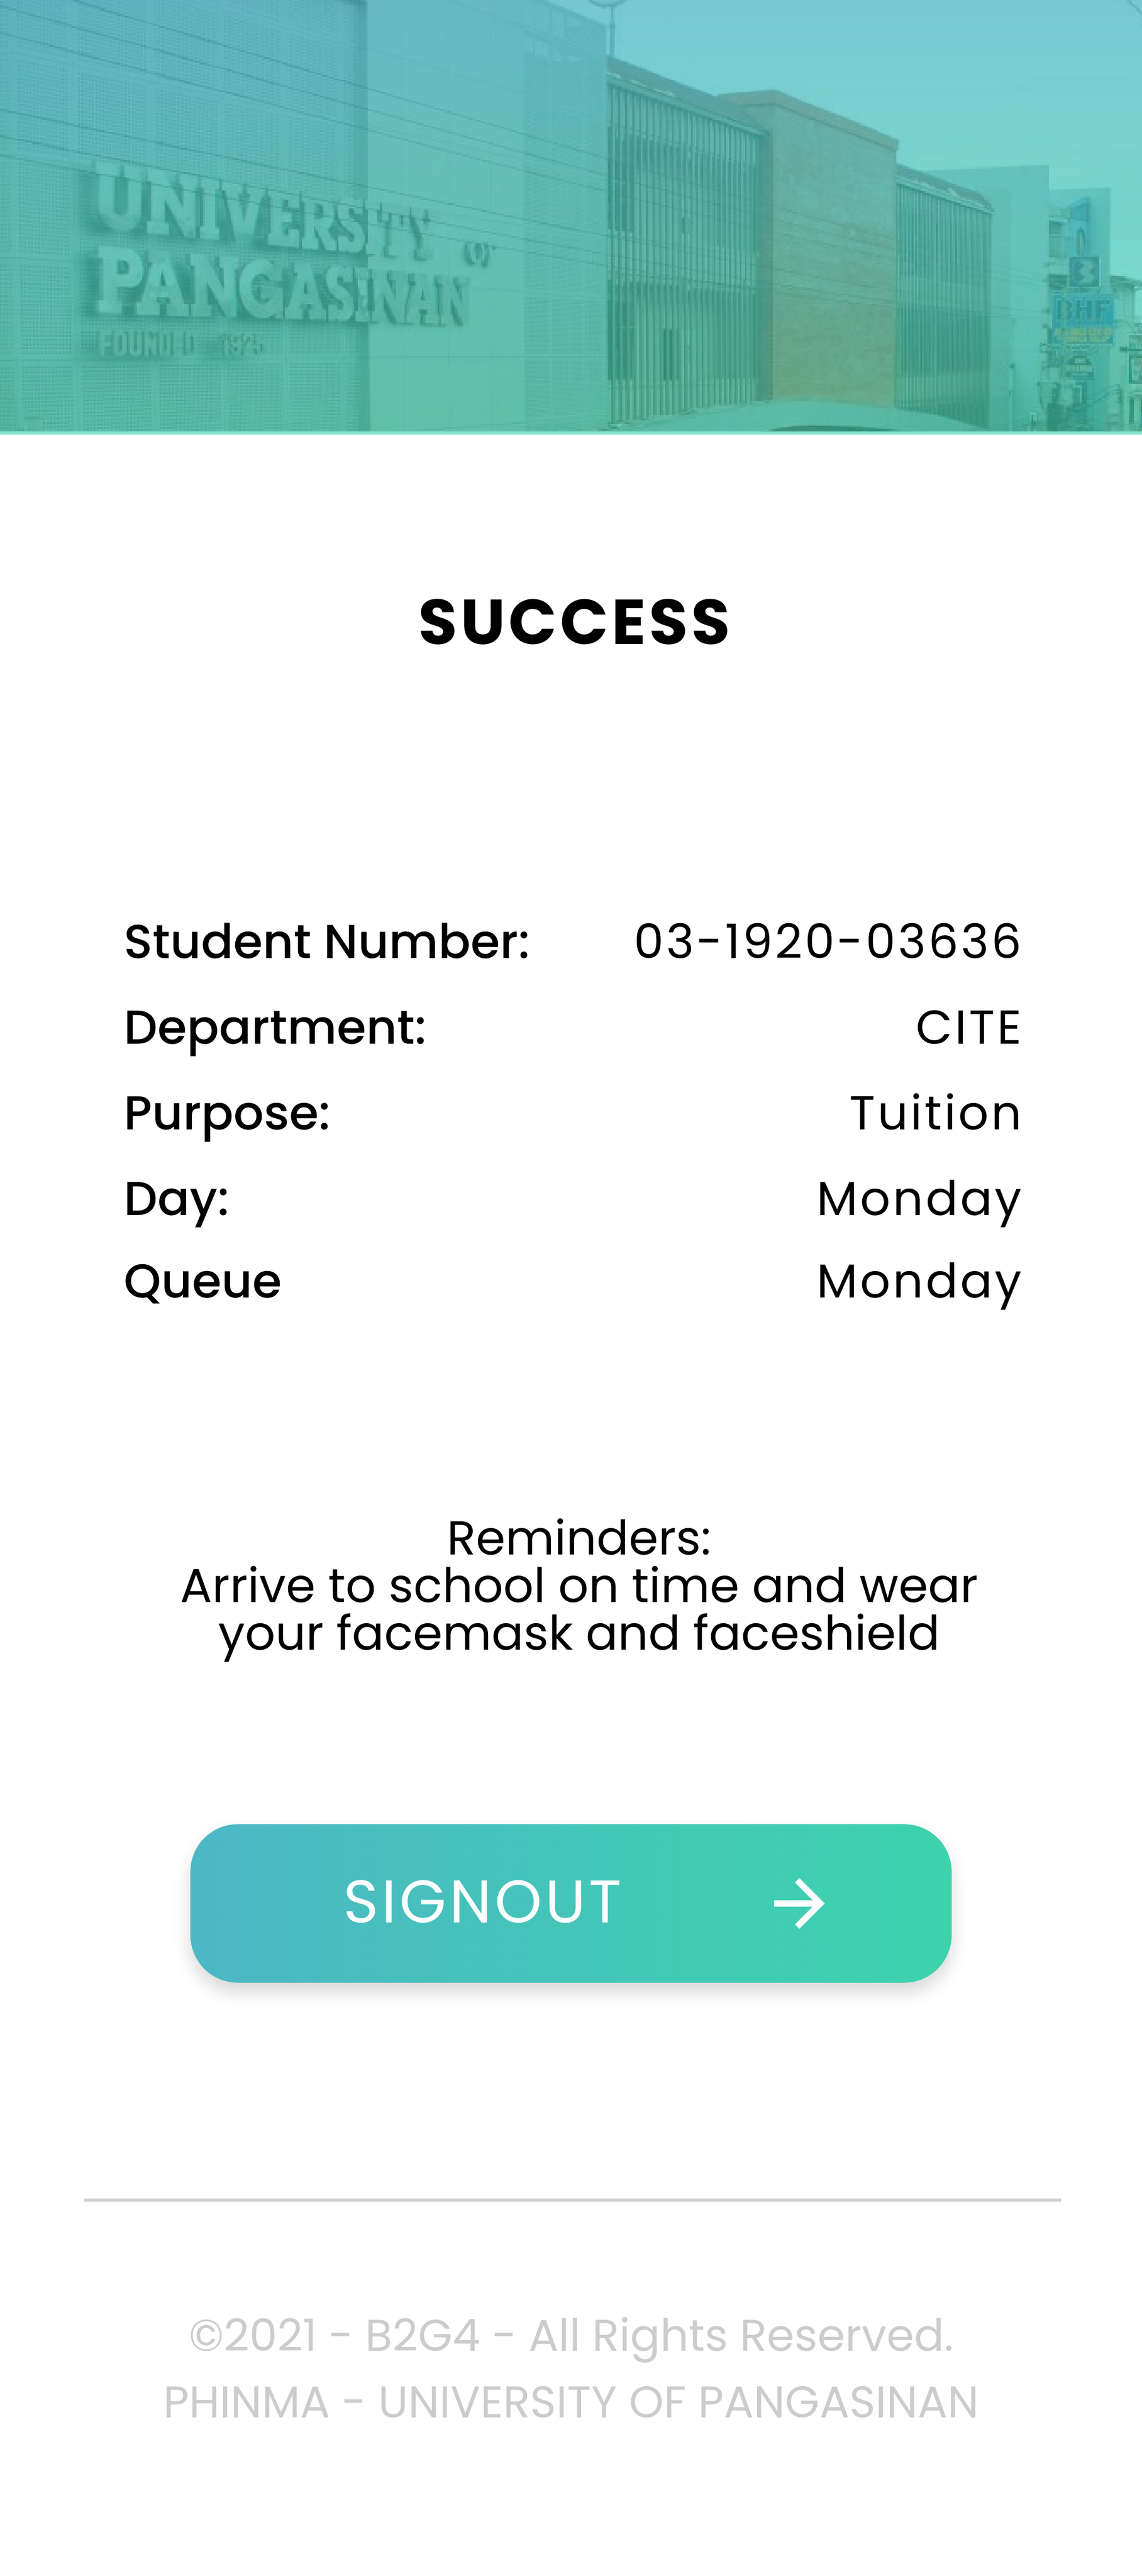 UNIVERSITY OF
PANGASINAN
FOUNDED 1925
BHF
SUCCESS
Student Number: 03-1920-03636
Department: CITE
Purpose: Tuition
Day: Monday
Queue Monday
Reminders:
Arrive to school on time and wear
your facemask and faceshield
SIGNOUT
©2021 - B2G4 - All Rights Reserved.
PHINMA - UNIVERSITY OF PANGASINAN